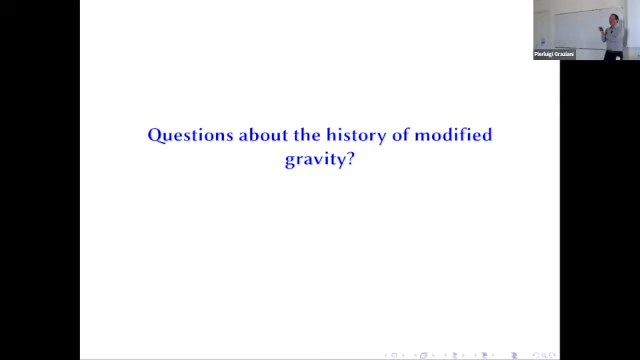 Pierluigi Graziani
Questions about the history of modified
gravity?